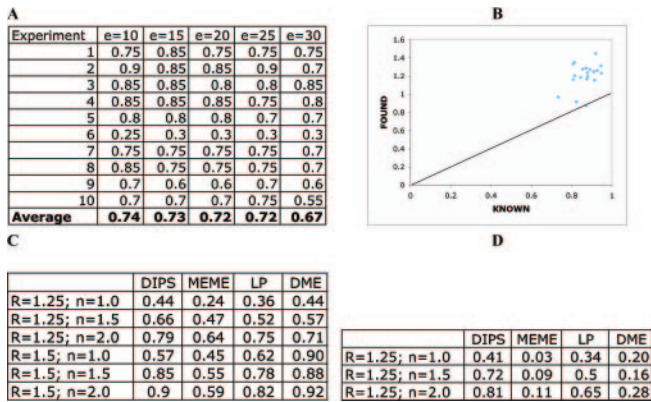 A B
Experiment e=10 e=15 e=20 e=25 e=30
1 0.75 0.85 0.75 0.75 0.75
2 0.9 0.85 0.85 0.9 0.7
3 0.85 0.85 0.8 0.8 0.85
4 0.85 0.85 0.85 0.75 0.8
5 0.8 0.8 0.8 0.7 0.7
6 0.25 0.3 0.3 0.3 0.3
7 0.75 0.75 0.75 0.75 0.7
8 0.85 0.75 0.75 0.75 0.7
9 0.7 0.6 0.6 0.7 0.6
10 0.7 0.7 0.7 0.75 0.55
Average 0.74 0.73 0.72 0.72 0.67
1.6
1.4
1.2
1
0.8
0.6
0.4
0.2
0
FOUND
0 0.2 0.4 0.6 0.8 1
KNOWN
C D
DIPS MEME LP DME
R=1.25; n=1.0 0.44 0.24 0.36 0.44
R=1.25; n=1.5 0.66 0.47 0.52 0.57
R=1.25; n=2.0 0.79 0.64 0.75 0.71
R=1.5; n=1.0 0.57 0.45 0.62 0.90
R=1.5; n=1.5 0.85 0.55 0.78 0.88
R=1.5; n=2.0 0.9 0.59 0.82 0.92
DIPS MEME LP DME
R=1.25; n=1.0 0.41 0.03 0.34 0.20
R=1.25; n=1.5 0.72 0.09 0.5 0.16
R=1.25; n=2.0 0.81 0.11 0.65 0.28